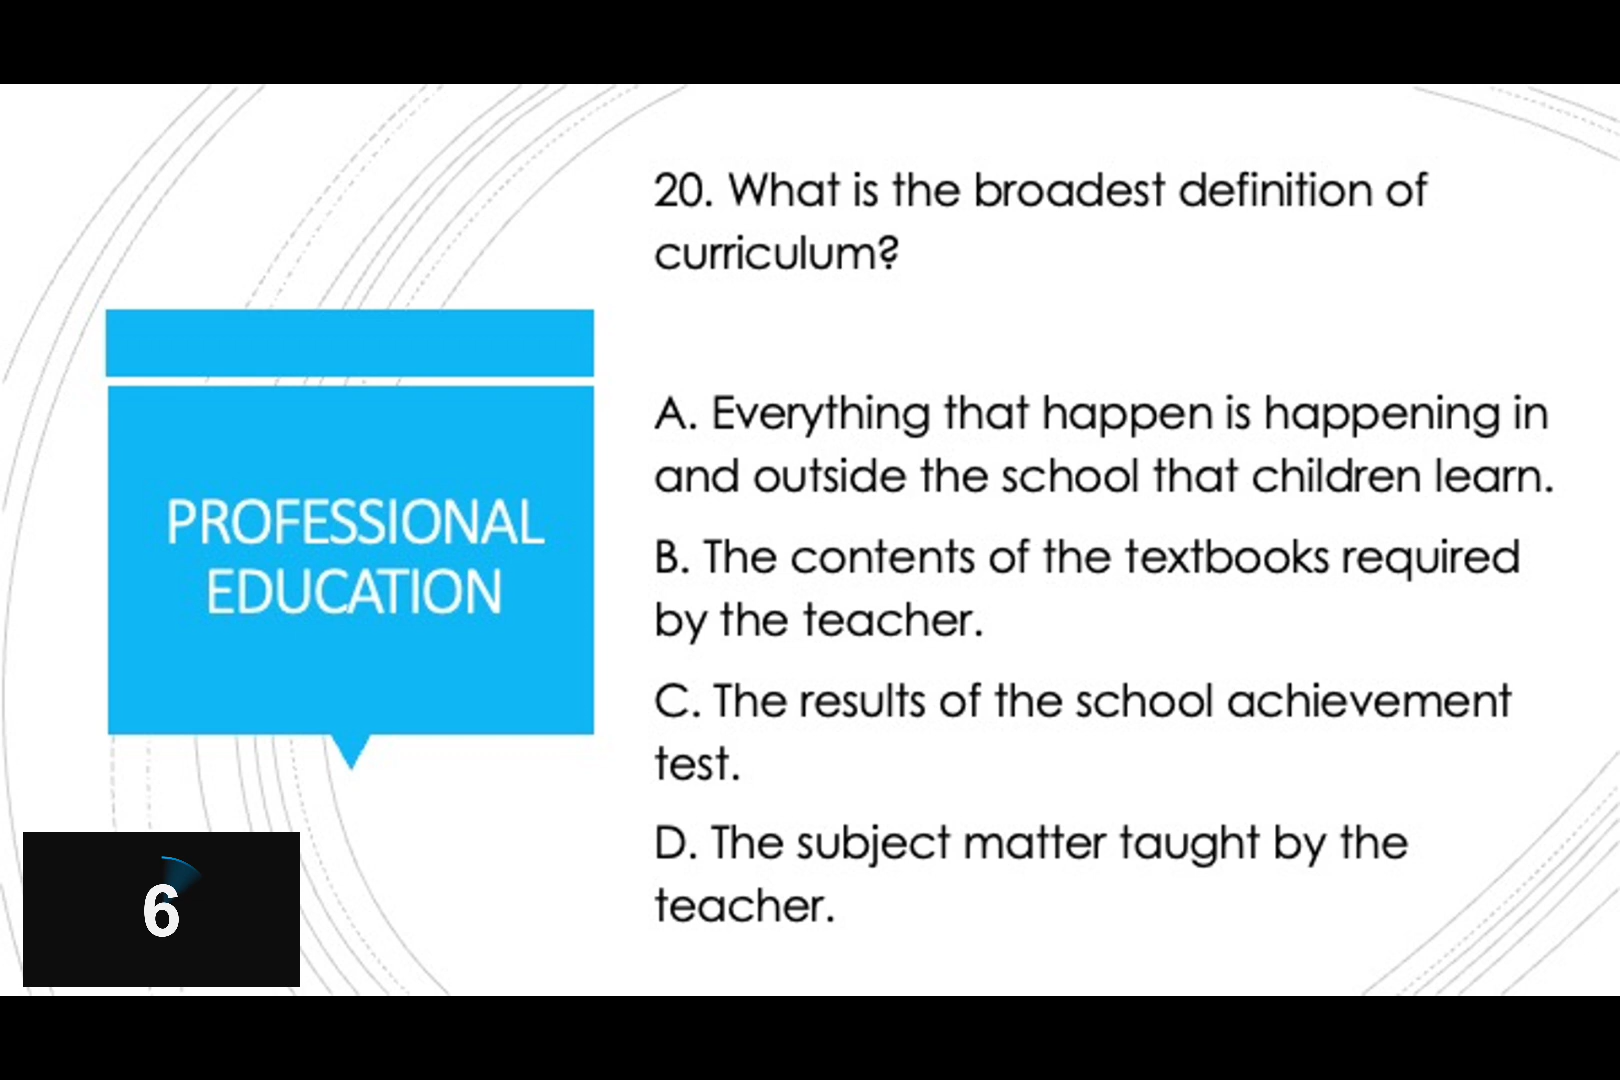 20. What is the broadest definition of
curriculum?
PROFESSIONAL
EDUCATION
A. Everything that happen is happening in
and outside the school that children learn.
B. The contents of the textbooks required
by the teacher.
C. The results of the school achievement
test.
D. The subject matter taught by the
teacher.
6